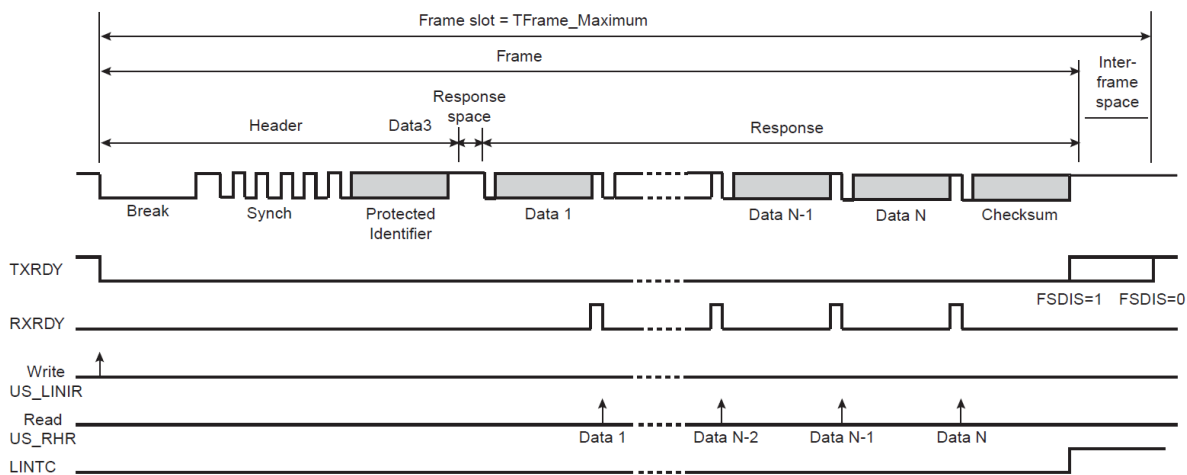 Frame slot = TFrame_Maximum
Frame
Inter-
frame
space
Response
space
Header
Data3
Response
Break
Synch
Protected
Identifier
Data 1
Data N-1
Data N
Checksum
TXRDY
FSDIS=1
FSDIS=0
RXRDY
Write
US_LINIR
Read
US_RHR
Data 1
Data N-2
Data N-1
Data N
LINTC